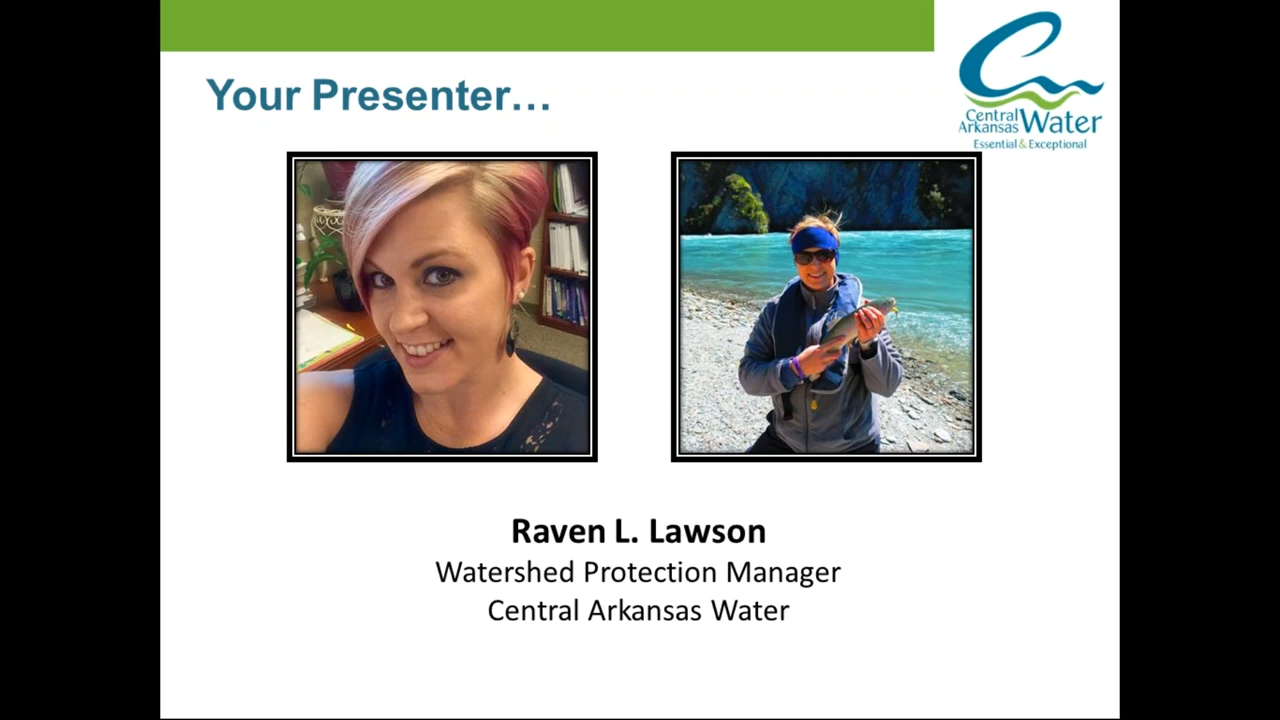 Your Presenter…
Central
Arkansas Water
Essential & Exceptional
Raven L. Lawson
Watershed Protection Manager
Central Arkansas Water